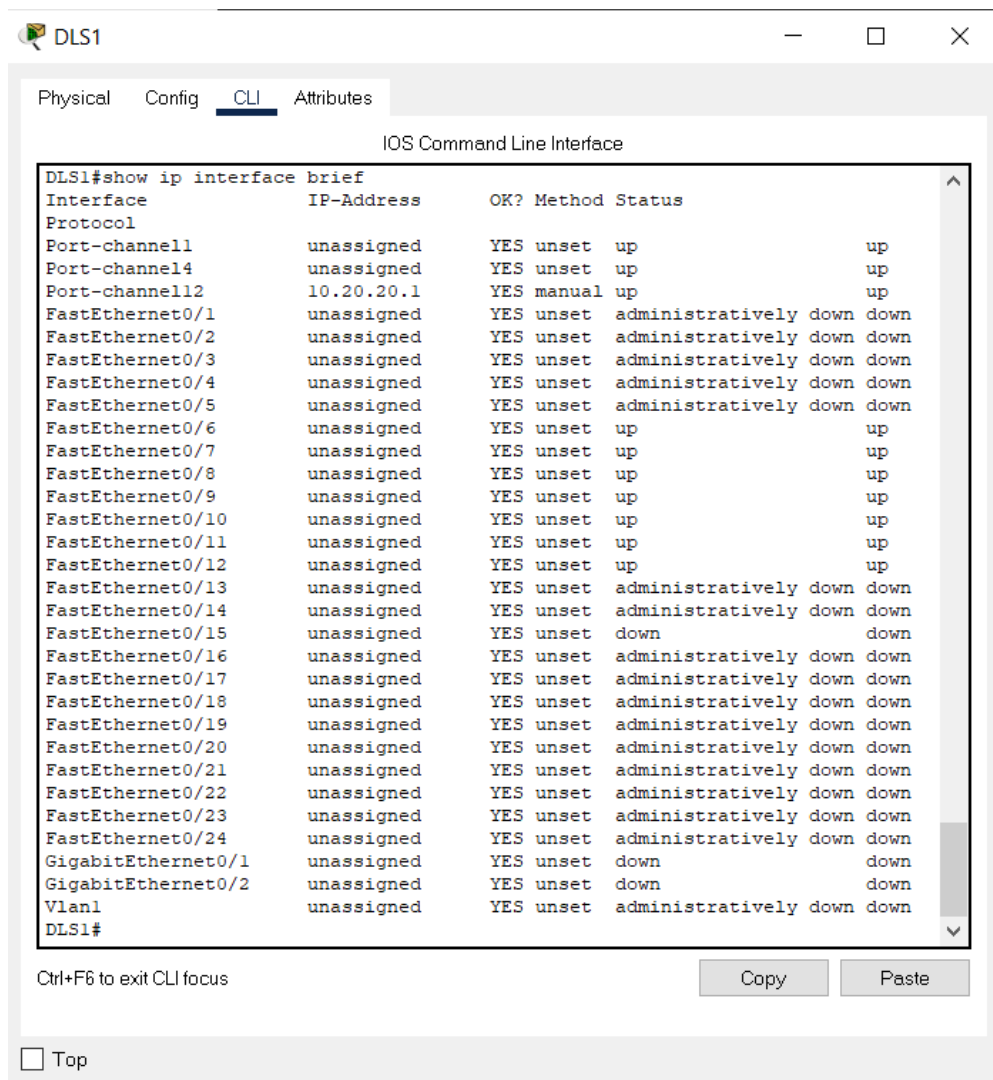 DLS1
Physical Config CLI Attributes
IOS Command Line Interface
DLS1#show ip interface brief
Interface IP-Address OK? Method Status
Protocol
Port-channel1 unassigned YES unset up up
Port-channel4 unassigned YES unset up up
Port-channel12 10.20.20.1 YES manual up up
FastEthernet0/1 unassigned YES unset administratively down down
FastEthernet0/2 unassigned YES unset administratively down down
FastEthernet0/3 unassigned YES unset administratively down down
FastEthernet0/4 unassigned YES unset administratively down down
FastEthernet0/5 unassigned YES unset administratively down down
FastEthernet0/6 unassigned YES unset up up
FastEthernet0/7 unassigned YES unset up up
FastEthernet0/8 unassigned YES unset up up
FastEthernet0/9 unassigned YES unset up up
FastEthernet0/10 unassigned YES unset up up
FastEthernet0/11 unassigned YES unset up up
FastEthernet0/12 unassigned YES unset up up
FastEthernet0/13 unassigned YES unset administratively down down
FastEthernet0/14 unassigned YES unset administratively down down
FastEthernet0/15 unassigned YES unset down down
FastEthernet0/16 unassigned YES unset administratively down down
FastEthernet0/17 unassigned YES unset administratively down down
FastEthernet0/18 unassigned YES unset administratively down down
FastEthernet0/19 unassigned YES unset administratively down down
FastEthernet0/20 unassigned YES unset administratively down down
FastEthernet0/21 unassigned YES unset administratively down down
FastEthernet0/22 unassigned YES unset administratively down down
FastEthernet0/23 unassigned YES unset administratively down down
FastEthernet0/24 unassigned YES unset administratively down down
GigabitEthernet0/1 unassigned YES unset down down
GigabitEthernet0/2 unassigned YES unset down down
Vlan1 unassigned YES unset administratively down down
DLS1#
Ctrl+F6 to exit CLI focus
Copy Paste
Top